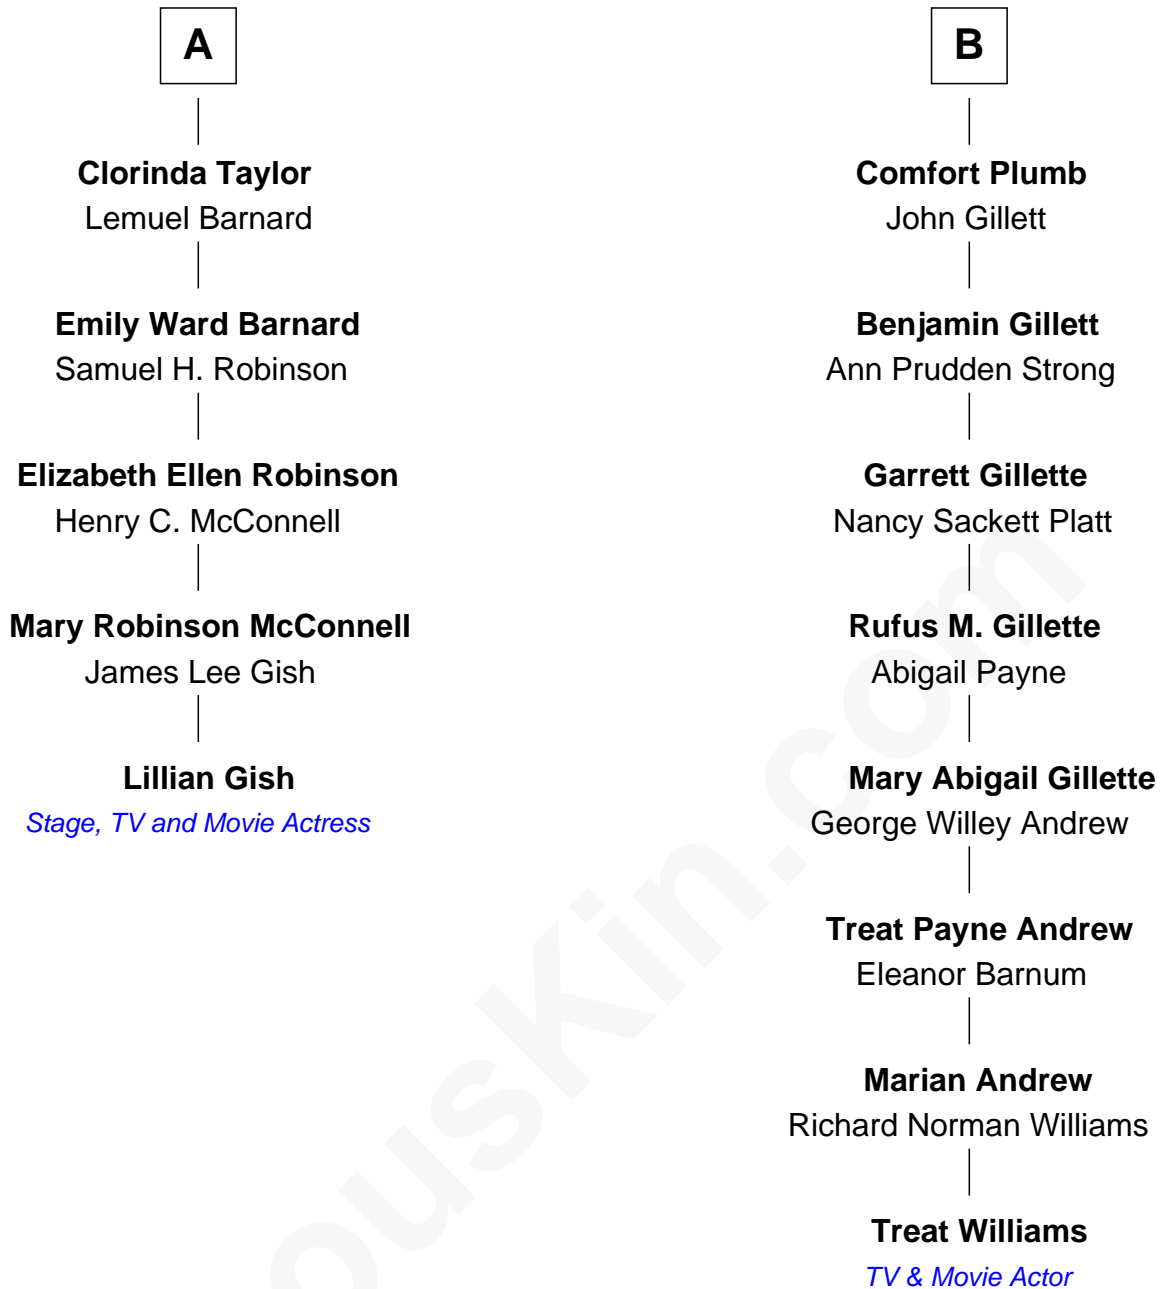 A
Clorinda Taylor
Lemuel Barnard
Emily Ward Barnard
Samuel H. Robinson
Elizabeth Ellen Robinson
Henry C. McConnell
Mary Robinson McConnell
James Lee Gish
Lillian Gish
Stage, TV and Movie Actress
B
Comfort Plumb
John Gillett
Benjamin Gillett
Ann Prudden Strong
Garrett Gillette
Nancy Sackett Platt
Rufus M. Gillette
Abigail Payne
Mary Abigail Gillette
George Willey Andrew
Treat Payne Andrew
Eleanor Barnum
Marian Andrew
Richard Norman Williams
Treat Williams
TV & Movie Actor
ousKin.com